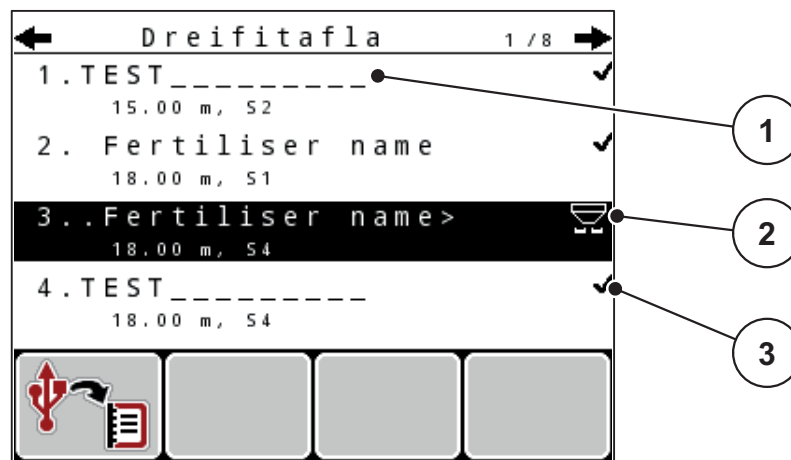 Dreifitafla 1/8
1.TEST_________
15.00 m, S2
2. Fertiliser name
18.00 m, S1
3..Fertiliser name>
18.00 m, S4
4.TEST_________
18.00 m, S4
1
2
3